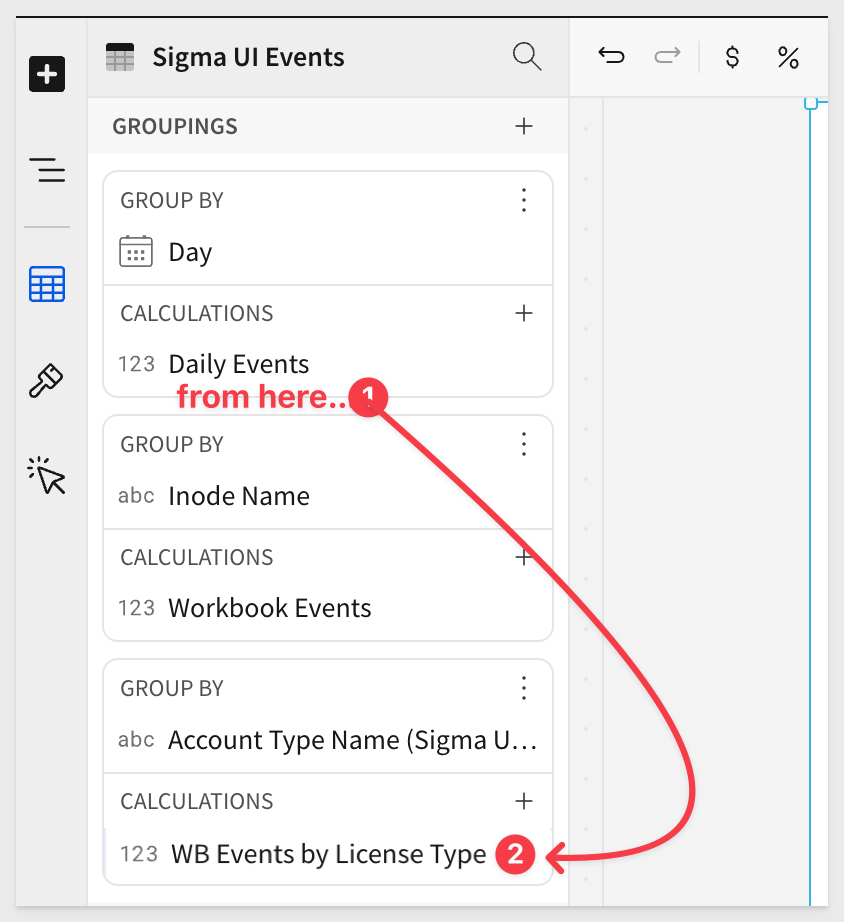 Sigma UI Events
$ %
GROUPINGS
GROUP BY
Day
CALCULATIONS
123 Daily Events
from here.. 1
GROUP BY
abc Inode Name
CALCULATIONS
123 Workbook Events
GROUP BY
abc Account Type Name (Sigma U...
CALCULATIONS
123 WB Events by License Type 2